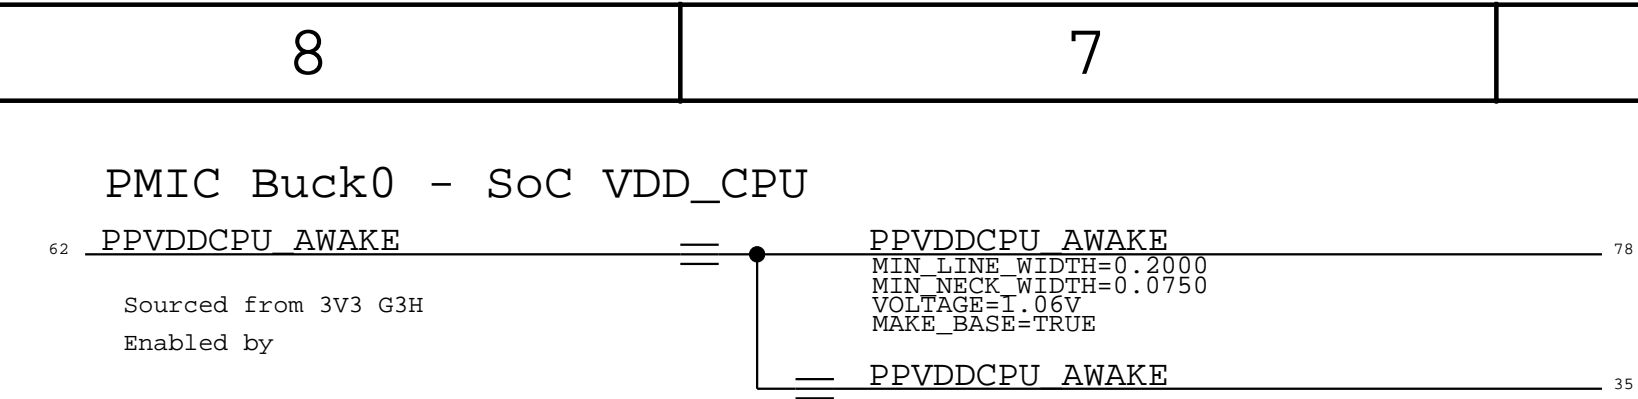 8 7
PMIC Buck0 - SoC VDD_CPU
62 PPVDDCPU_AWAKE PPVDDCPU_AWAKE 78
MIN_LINE_WIDTH=0.2000
MIN_NECK_WIDTH=0.0750
VOLTAGE=1.06V
MAKE_BASE=TRUE
Sourced from 3V3 G3H
Enabled by
PPVDDCPU_AWAKE 35